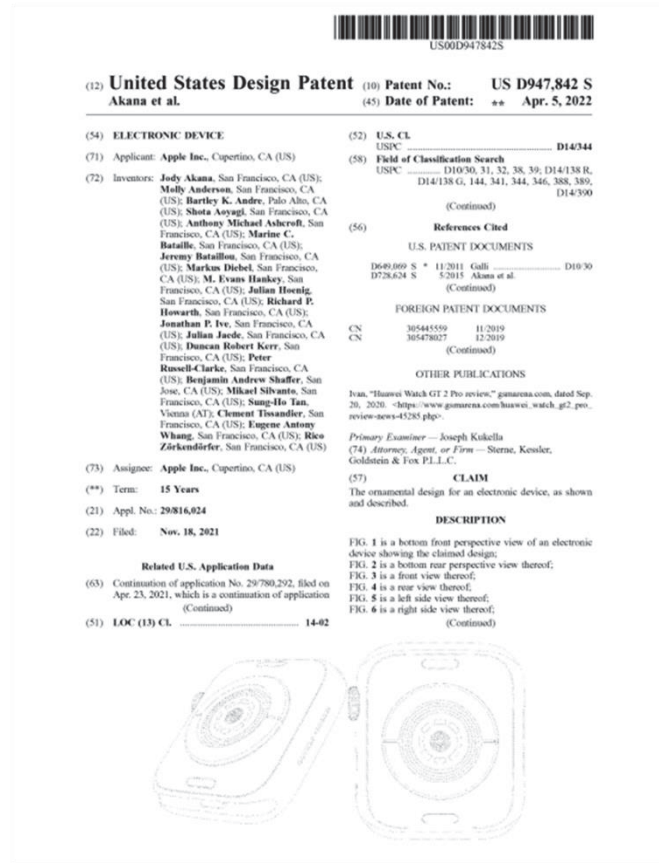 US00D947842S
(12) United States Design Patent
Akana et al.
(10) Patent No.: US D947,842 S
(45) Date of Patent: ** Apr. 5, 2022
(54) ELECTRONIC DEVICE
(71) Applicant: Apple Inc., Cupertino, CA (US)
(72) Inventors: Jody Akana, San Francisco, CA (US);
Molly Anderson, San Francisco, CA
(US); Bartley K. Andre, Palo Alto, CA
(US); Shota Aoyagi, San Francisco, CA
(US); Anthony Michael Ashcroft, San
Francisco, CA (US); Marine C.
Bataille, San Francisco, CA (US);
Jeremy Bataillou, San Francisco, CA
(US); Markus Diebel, San Francisco,
CA (US); M. Evans Hankey, San
Francisco, CA (US); Julian Hoenig,
San Francisco, CA (US); Richard P.
Howarth, San Francisco, CA (US);
Jonathan P. Ive, San Francisco, CA
(US); Julian Jaede, San Francisco, CA
(US); Duncan Robert Kerr, San
Francisco, CA (US); Peter
Russell-Clarke, San Francisco, CA
(US); Benjamin Andrew Shaffer, San
Jose, CA (US); Mikael Silvanto, San
Francisco, CA (US); Sung-Ho Tan,
Vienna (AT); Clement Tissandier, San
Francisco, CA (US); Eugene Antony
Whang, San Francisco, CA (US); Rico
Zörkendörfer, San Francisco, CA (US)
(73) Assignee: Apple Inc., Cupertino, CA (US)
(**) Term: 15 Years
(21) Appl. No.: 29/816,024
(22) Filed: Nov. 18, 2021
Related U.S. Application Data
(63) Continuation of application No. 29/780,292, filed on
Apr. 23, 2021, which is a continuation of application
(Continued)
(51) LOC (13) Cl. .......... 14-02
(52) U.S. Cl.
USPC .......... D14/344
(58) Field of Classification Search
USPC .......... D10/30, 31, 32, 38, 39; D14/138 R,
D14/138 G, 144, 341, 344, 346, 388, 389,
D14/390
(Continued)
(56) References Cited
U.S. PATENT DOCUMENTS
D649,069 S * 11/2011 Galli .......... D10/30
D728,624 S 5/2015 Akana et al.
(Continued)
FOREIGN PATENT DOCUMENTS
CN 305445559 11/2019
CN 305478027 12/2019
(Continued)
OTHER PUBLICATIONS
Ivan, "Huawei Watch GT 2 Pro review," gsmarena.com, dated Sep.
20, 2020. <https://www.gsmarena.com/huawei_watch_gt2_pro_
review-news-45285.php>.
Primary Examiner — Joseph Kukella
(74) Attorney, Agent, or Firm — Sterne, Kessler,
Goldstein & Fox P.L.L.C.
(57) CLAIM
The ornamental design for an electronic device, as shown
and described.
DESCRIPTION
FIG. 1 is a bottom front perspective view of an electronic
device showing the claimed design;
FIG. 2 is a bottom rear perspective view thereof;
FIG. 3 is a front view thereof;
FIG. 4 is a rear view thereof;
FIG. 5 is a left side view thereof;
FIG. 6 is a right side view thereof;
(Continued)